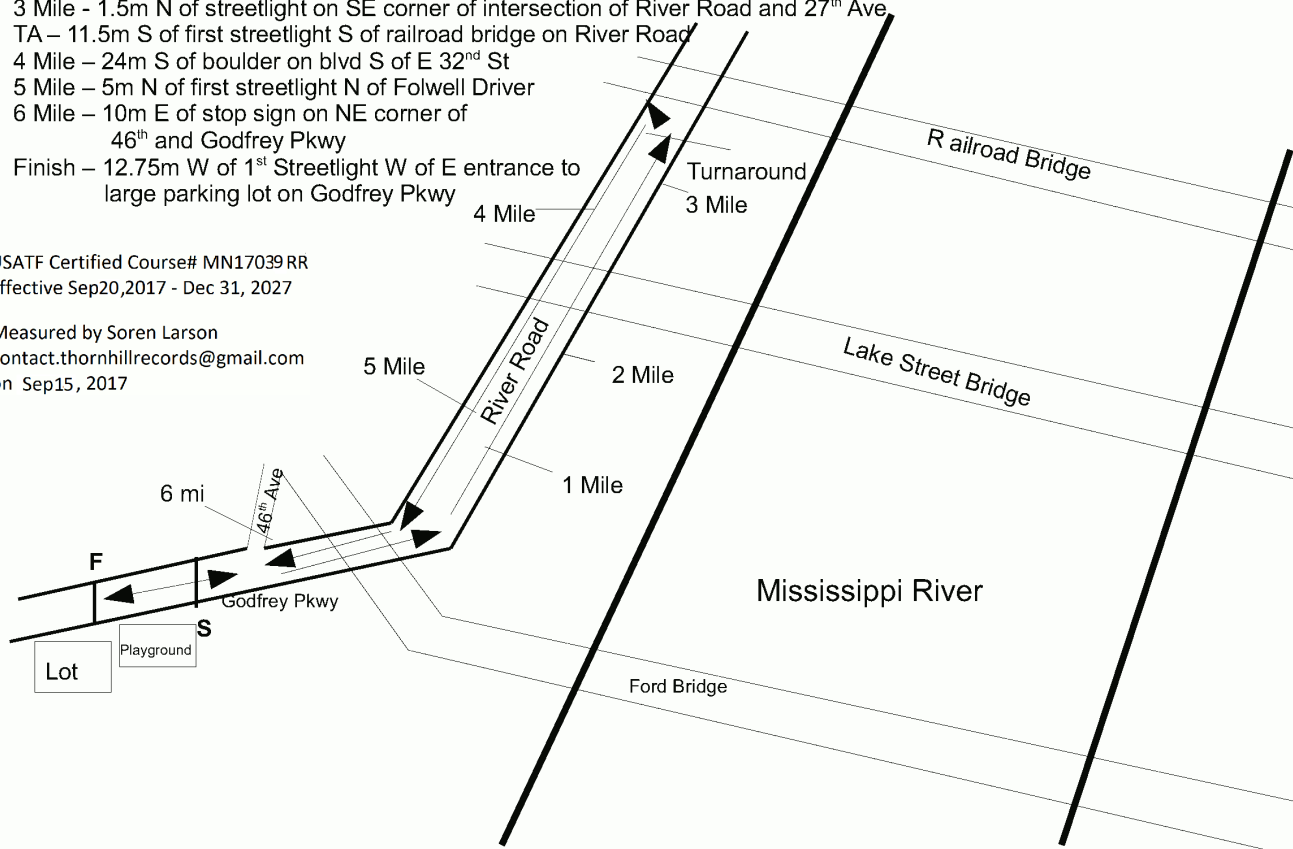 3 Mile - 1.5m N of streetlight on SE corner of intersection of River Road and 27th Ave
TA – 11.5m S of first streetlight S of railroad bridge on River Road
4 Mile – 24m S of boulder on blvd S of E 32nd St
5 Mile – 5m N of first streetlight N of Folwell Driver
6 Mile – 10m E of stop sign on NE corner of
46th and Godfrey Pkwy
Finish – 12.75m W of 1st Streetlight W of E entrance to
large parking lot on Godfrey Pkwy
Railroad Bridge
Turnaround
3 Mile
4 Mile
SATF Certified Course# MN17039 RR
ffective Sep20,2017 - Dec 31, 2027
Measured by Soren Larson
ontact.thornhillrecords@gmail.com
n Sep15, 2017
River Road
Lake Street Bridge
5 Mile
2 Mile
1 Mile
6 mi
46th Ave
F
S
Godfrey Pkwy
Playground
Lot
Mississippi River
Ford Bridge